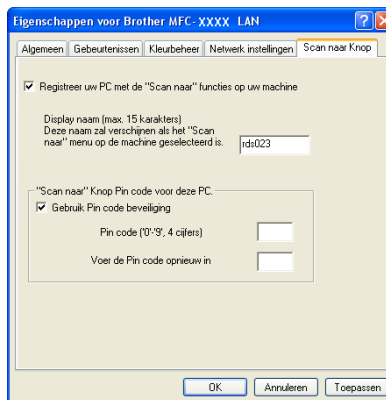 Eigenschappen voor Brother MFC-XXXX LAN
Algemeen Gebeurtenissen Kleurbeheer Netwerk instellingen Scan naar Knop
Registreer uw PC met de "Scan naar" functies op uw machine
Display naam (max. 15 karakters)
Deze naam zal verschijnen als het "Scan
naar" menu op de machine geselecteerd is.
rds023
"Scan naar" Knop Pin code voor deze PC.
Gebruik Pin code beveiliging
Pin code ('0'-'9', 4 cijfers)
Voer de Pin code opnieuw in
OK Annuleren Toepassen